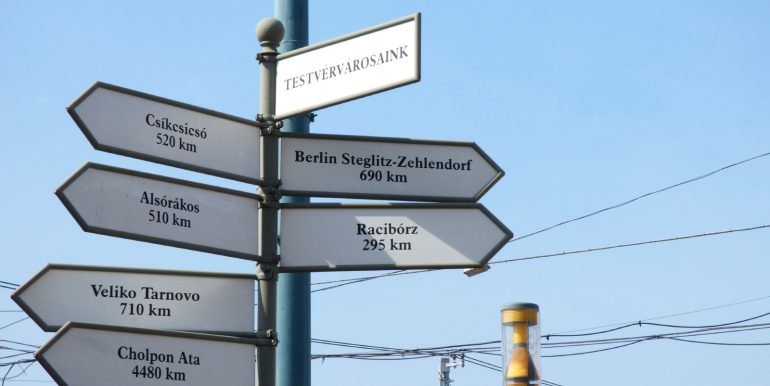 TESTVÉRVÁROSAINK
Csíkcsicsó
520 km
Berlin Steglitz-Zehlendorf
690 km
Alsórákos
510 km
Racibórz
295 km
Veliko Tarnovo
710 km
Cholpon Ata
4480 km